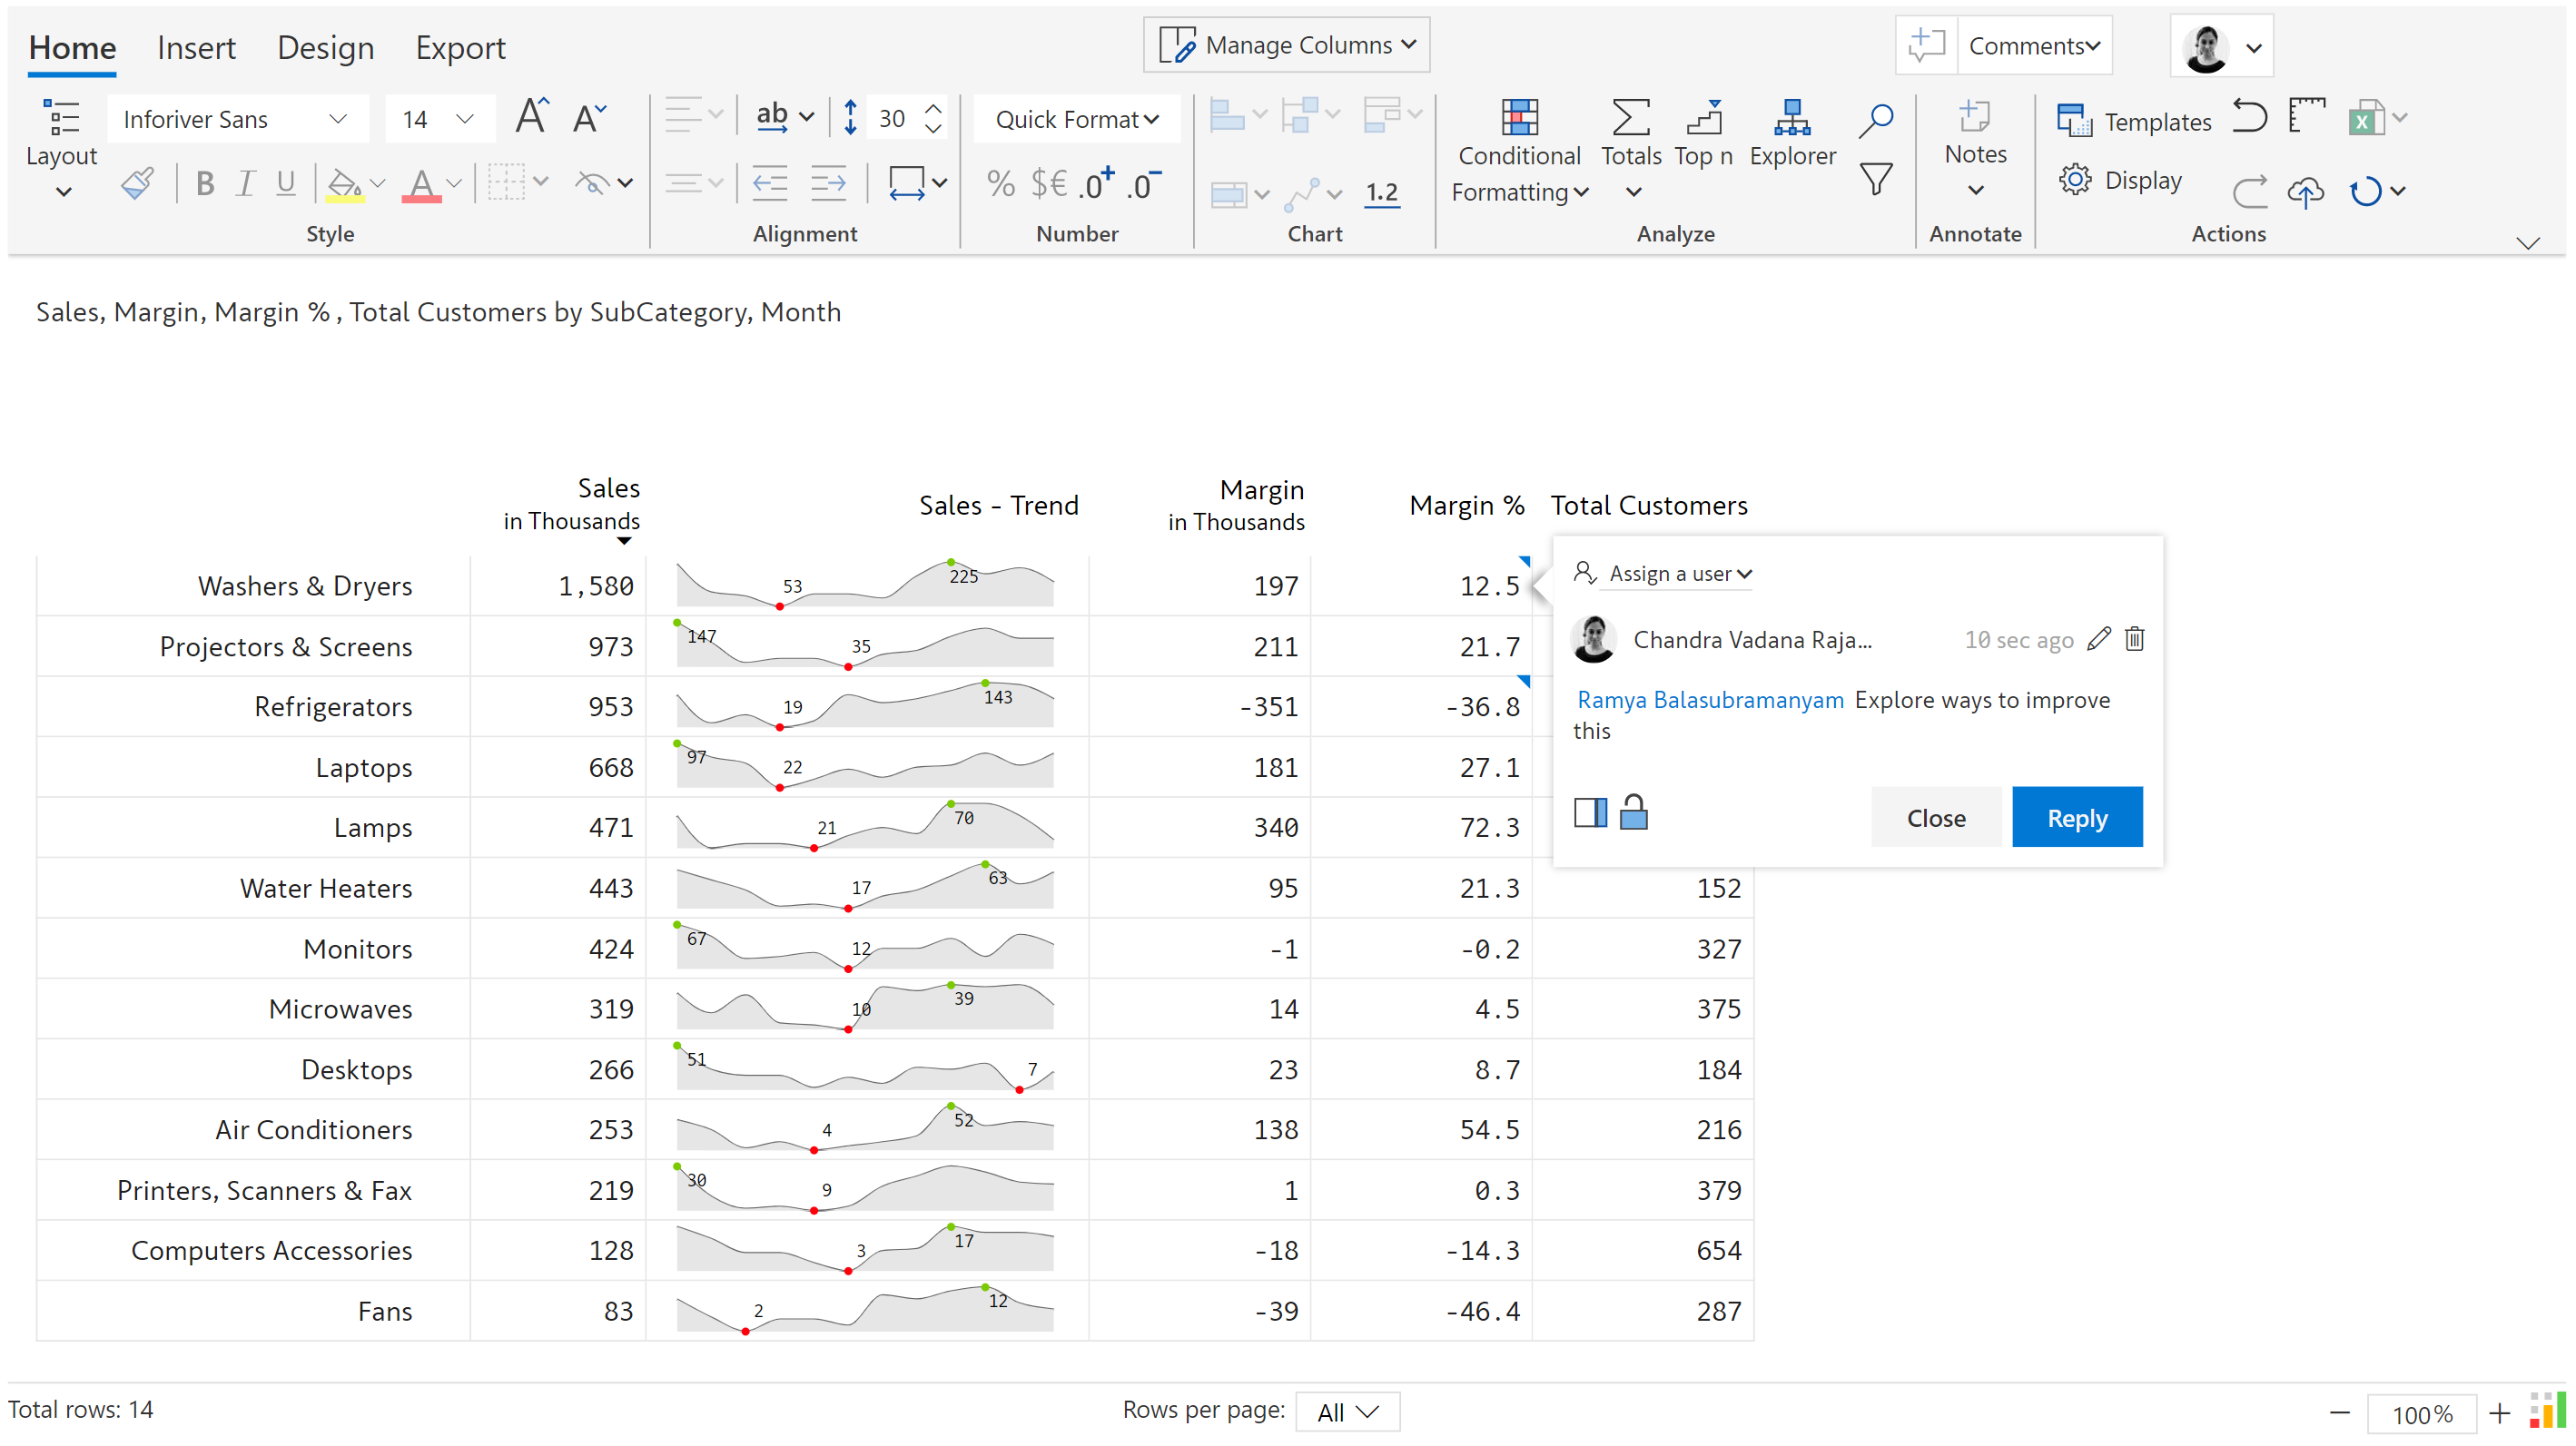 Home Insert Design Export Manage Columns Comments
Inforiver Sans 14 A A ab 30 Quick Format
Layout Conditional Formatting Totals Top n Explorer Notes Templates
B I U A % $€ .0+ .0- 1.2 Display
Style Alignment Number Chart Analyze Annotate Actions
Sales, Margin, Margin % , Total Customers by SubCategory, Month
Sales in Thousands Sales - Trend Margin in Thousands Margin % Total Customers
Washers & Dryers 1,580 53 225 197 12.5
Projectors & Screens 973 147 35 211 21.7
Refrigerators 953 19 143 -351 -36.8
Laptops 668 97 22 181 27.1
Lamps 471 21 70 340 72.3
Assign a user
Chandra Vadana Raja... 10 sec ago
Ramya Balasubramanyam Explore ways to improve
this
Close Reply
Water Heaters 443 17 63 95 21.3 152
Monitors 424 67 12 -1 -0.2 327
Microwaves 319 10 39 14 4.5 375
Desktops 266 51 7 23 8.7 184
Air Conditioners 253 4 52 138 54.5 216
Printers, Scanners & Fax 219 30 9 1 0.3 379
Computers Accessories 128 3 17 -18 -14.3 654
Fans 83 2 12 -39 -46.4 287
Total rows: 14 Rows per page: All 100%